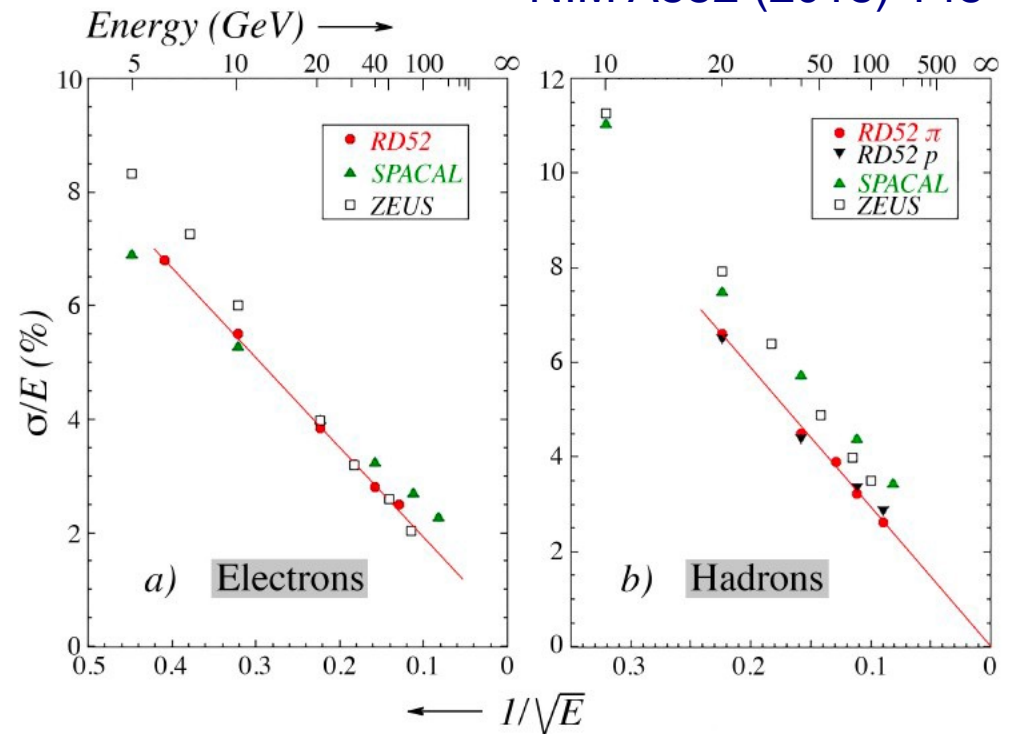 Energy (GeV) ⟶
5 10 20 40 100 ∞
10 20 50 100 500 ∞
10
8
6
4
2
0
σ/E (%)
RD52
SPACAL
ZEUS
a) Electrons
0.5 0.4 0.3 0.2 0.1 0
12
10
8
6
4
2
0
RD52 π
RD52 p
SPACAL
ZEUS
b) Hadrons
0.3 0.2 0.1 0
⟵ 1/√E